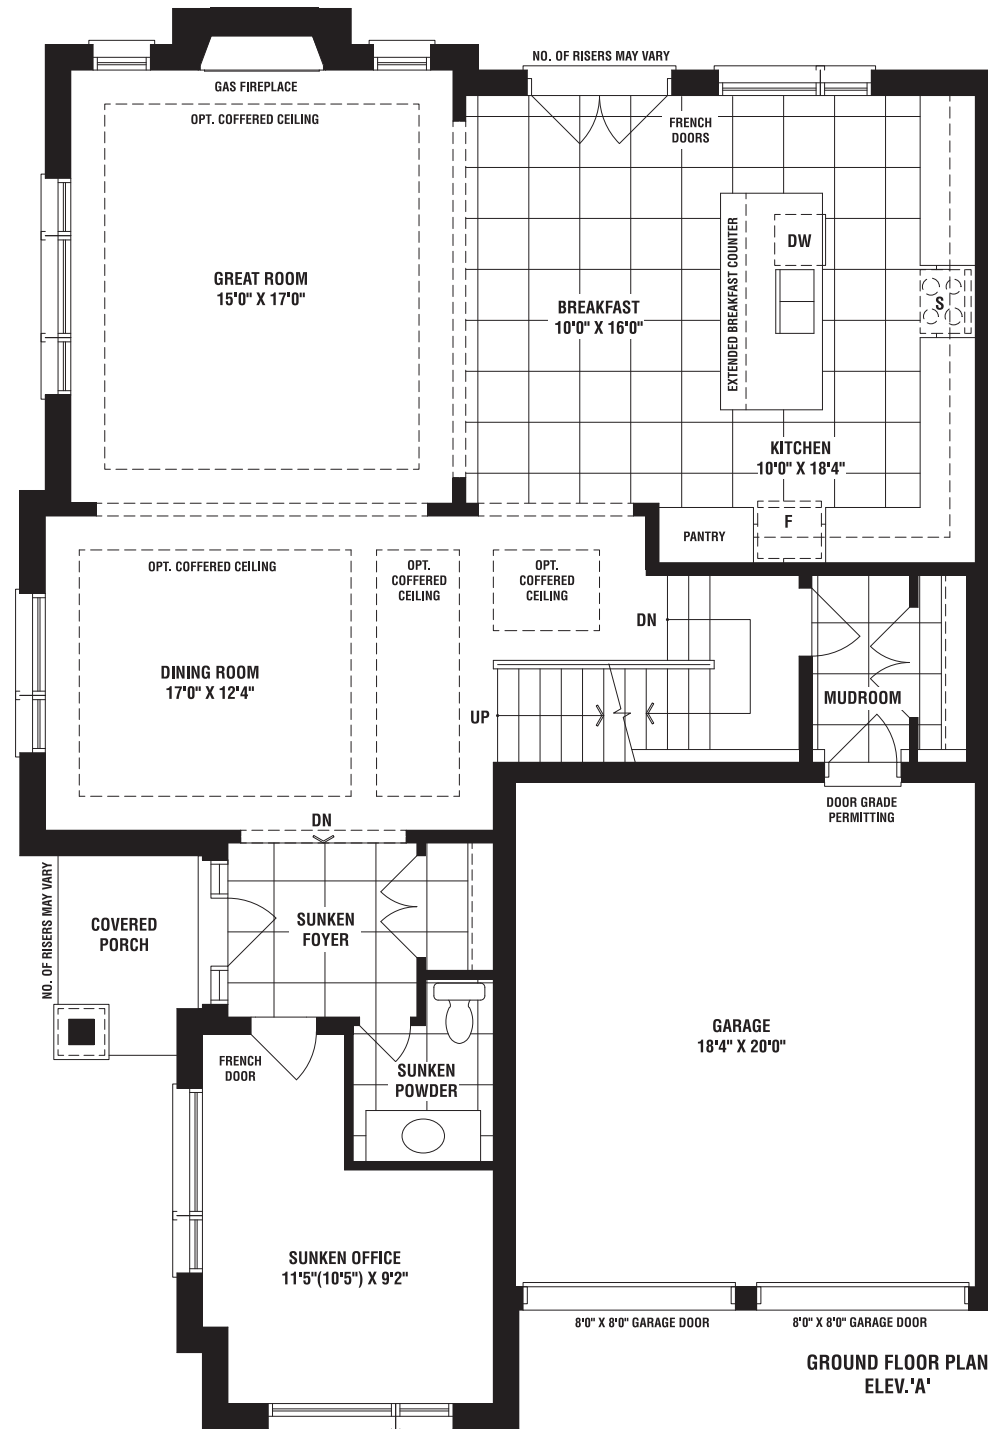 NO. OF RISERS MAY VARY
GAS FIREPLACE
OPT. COFFERED CEILING
FRENCH
DOORS
GREAT ROOM
15'0" X 17'0"
BREAKFAST
10'0" X 16'0"
EXTENDED BREAKFAST COUNTER
DW
S
KITCHEN
10'0" X 18'4"
PANTRY
F
OPT. COFFERED CEILING
OPT.
COFFERED
CEILING
OPT.
COFFERED
CEILING
DN
DINING ROOM
17'0" X 12'4"
UP
MUDROOM
DOOR GRADE
PERMITTING
DN
NO. OF RISERS MAY VARY
COVERED
PORCH
SUNKEN
FOYER
FRENCH
DOOR
SUNKEN
POWDER
GARAGE
18'4" X 20'0"
SUNKEN OFFICE
11'5"(10'5") X 9'2"
8'0" X 8'0" GARAGE DOOR
8'0" X 8'0" GARAGE DOOR
GROUND FLOOR PLAN
ELEV.'A'